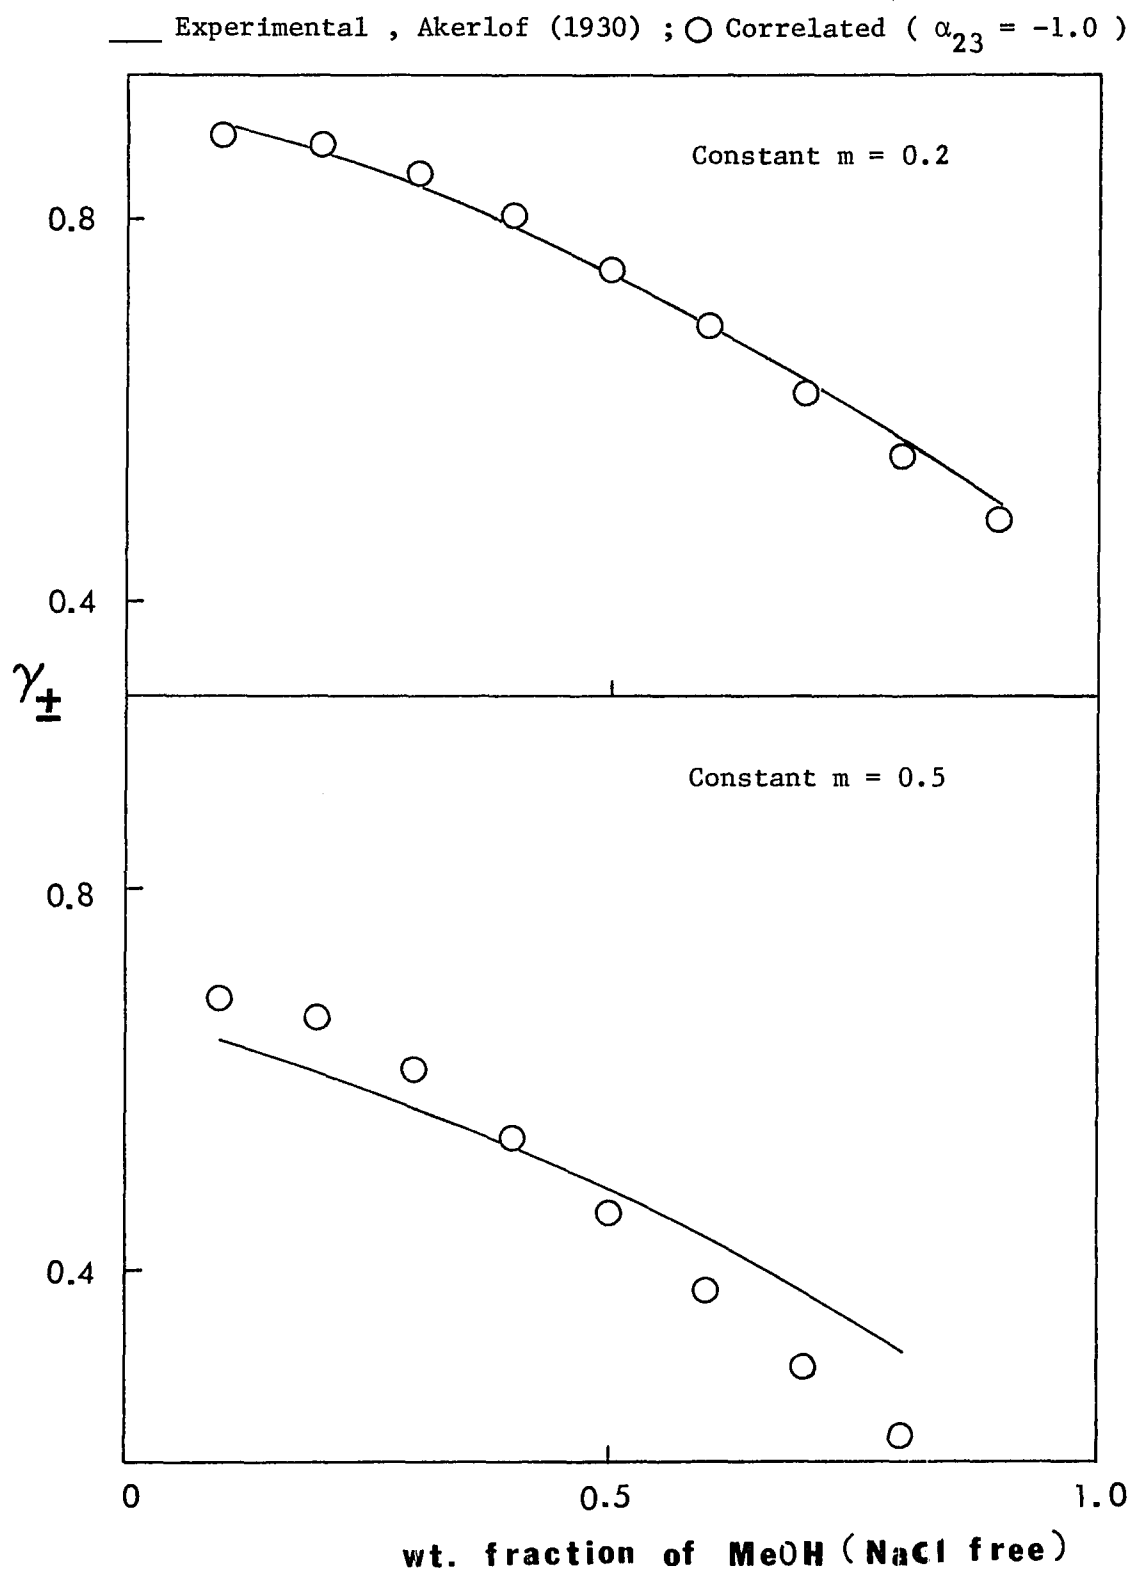 ___ Experimental , Akerlof (1930) ; ○ Correlated ( α23 = -1.0 )
Constant m = 0.2
0.8
0.4
γ±
Constant m = 0.5
0.8
0.4
0 0.5 1.0
wt. fraction of MeOH (NaCl free)